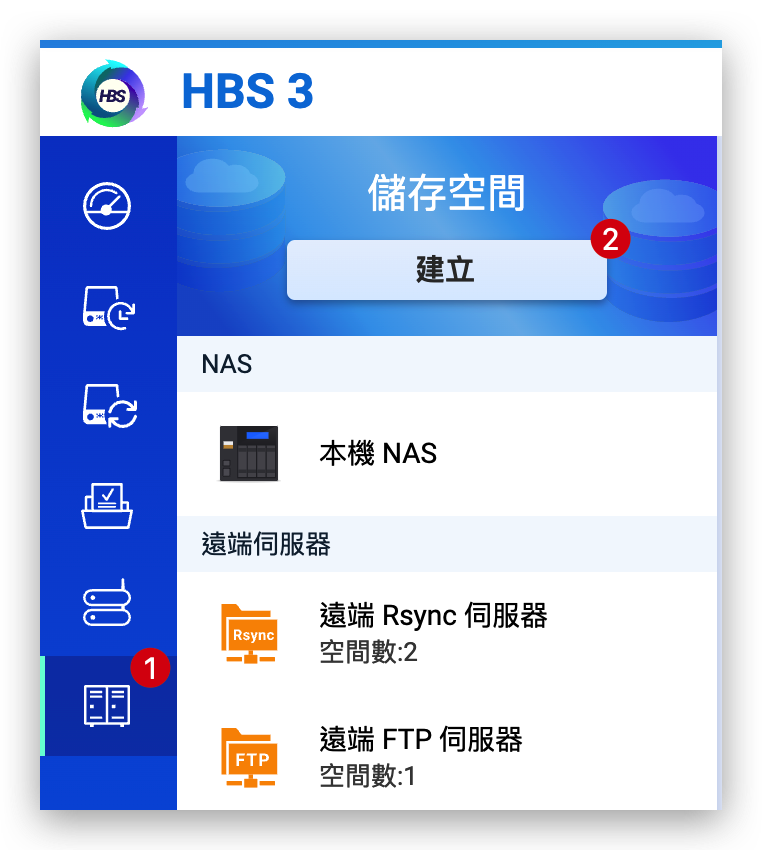 HBS
HBS 3
儲存空間
2
建立
NAS
本機 NAS
遠端伺服器
Rsync
遠端 Rsync 伺服器
空間數:2
1
FTP
遠端 FTP 伺服器
空間數:1